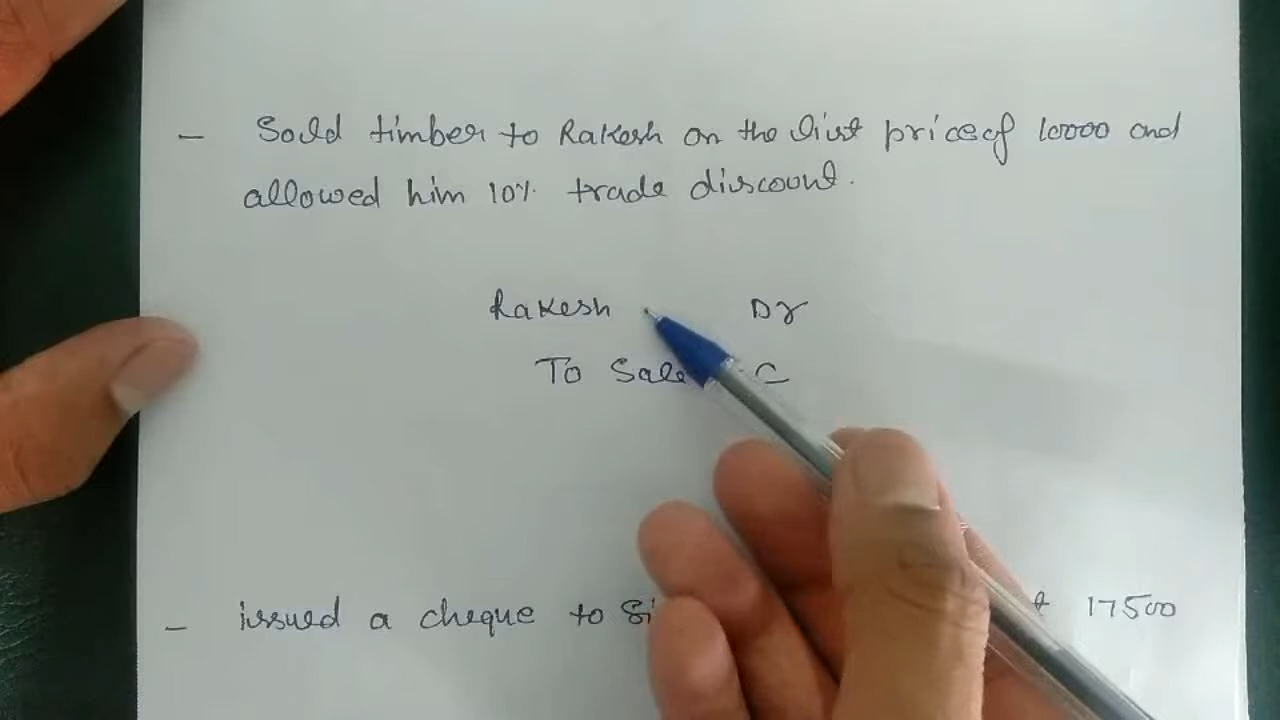 - Sold timber to Rakesh on the list price of 10000 and
allowed him 10% trade discount.
Rakesh Dr
To Sale C
- issued a cheque to Si 17500